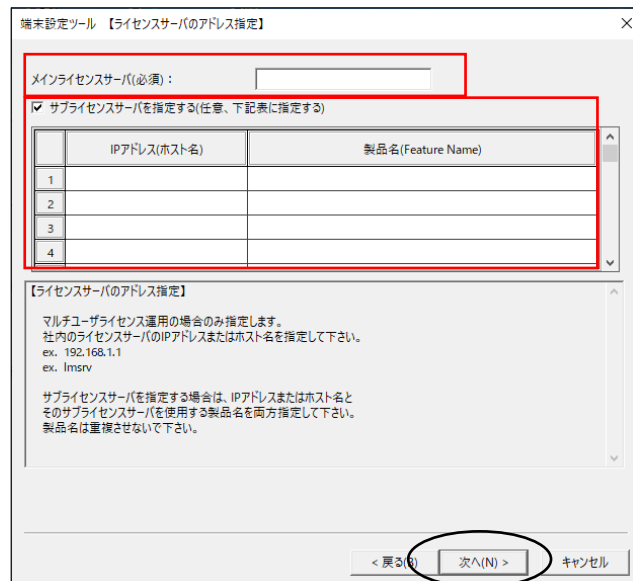 端末設定ツール 【ライセンスサーバのアドレス指定】
メインライセンスサーバ(必須)：
サブライセンスサーバを指定する(任意、下記表に指定する)
IPアドレス(ホスト名) 製品名(Feature Name)
1
2
3
4
【ライセンスサーバのアドレス指定】
マルチユーザライセンス運用の場合のみ指定します。
社内のライセンスサーバのIPアドレスまたはホスト名を指定して下さい。
ex. 192.168.1.1
ex. lmsrv
サブライセンスサーバを指定する場合は、IPアドレスまたはホスト名と
そのサブライセンスサーバを使用する製品名を両方指定して下さい。
製品名は重複させないで下さい。
< 戻る(B) 次へ(N) > キャンセル